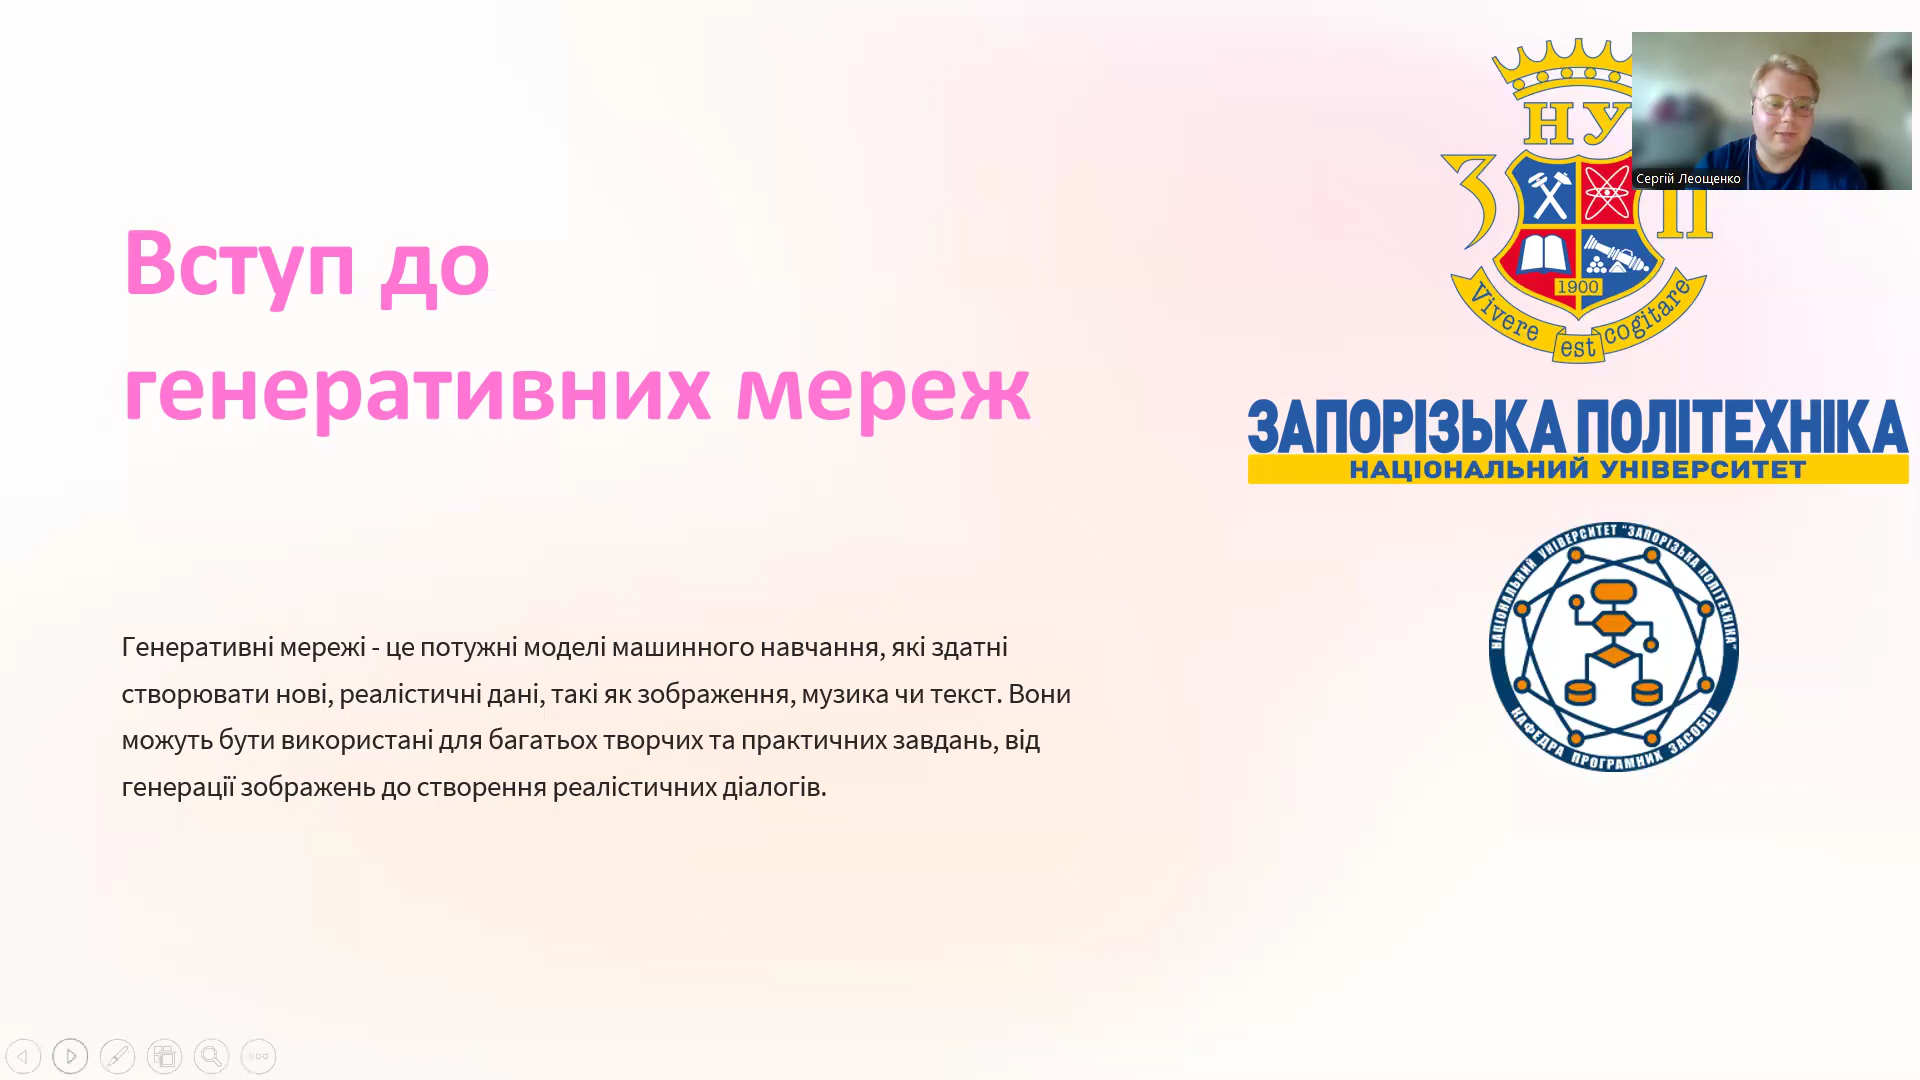 Вступ до
генеративних мереж
Генеративні мережі - це потужні моделі машинного навчання, які здатні
створювати нові, реалістичні дані, такі як зображення, музика чи текст. Вони
можуть бути використані для багатьох творчих та практичних завдань, від
генерації зображень до створення реалістичних діалогів.
НУ
З П
1900
Vivere est cogitare
Сергій Леощенко
ЗАПОРІЗЬКА ПОЛІТЕХНІКА
НАЦІОНАЛЬНИЙ УНІВЕРСИТЕТ
НАЦІОНАЛЬНИЙ УНІВЕРСИТЕТ "ЗАПОРІЗЬКА ПОЛІТЕХНІКА"
КАФЕДРА ПРОГРАМНИХ ЗАСОБІВ